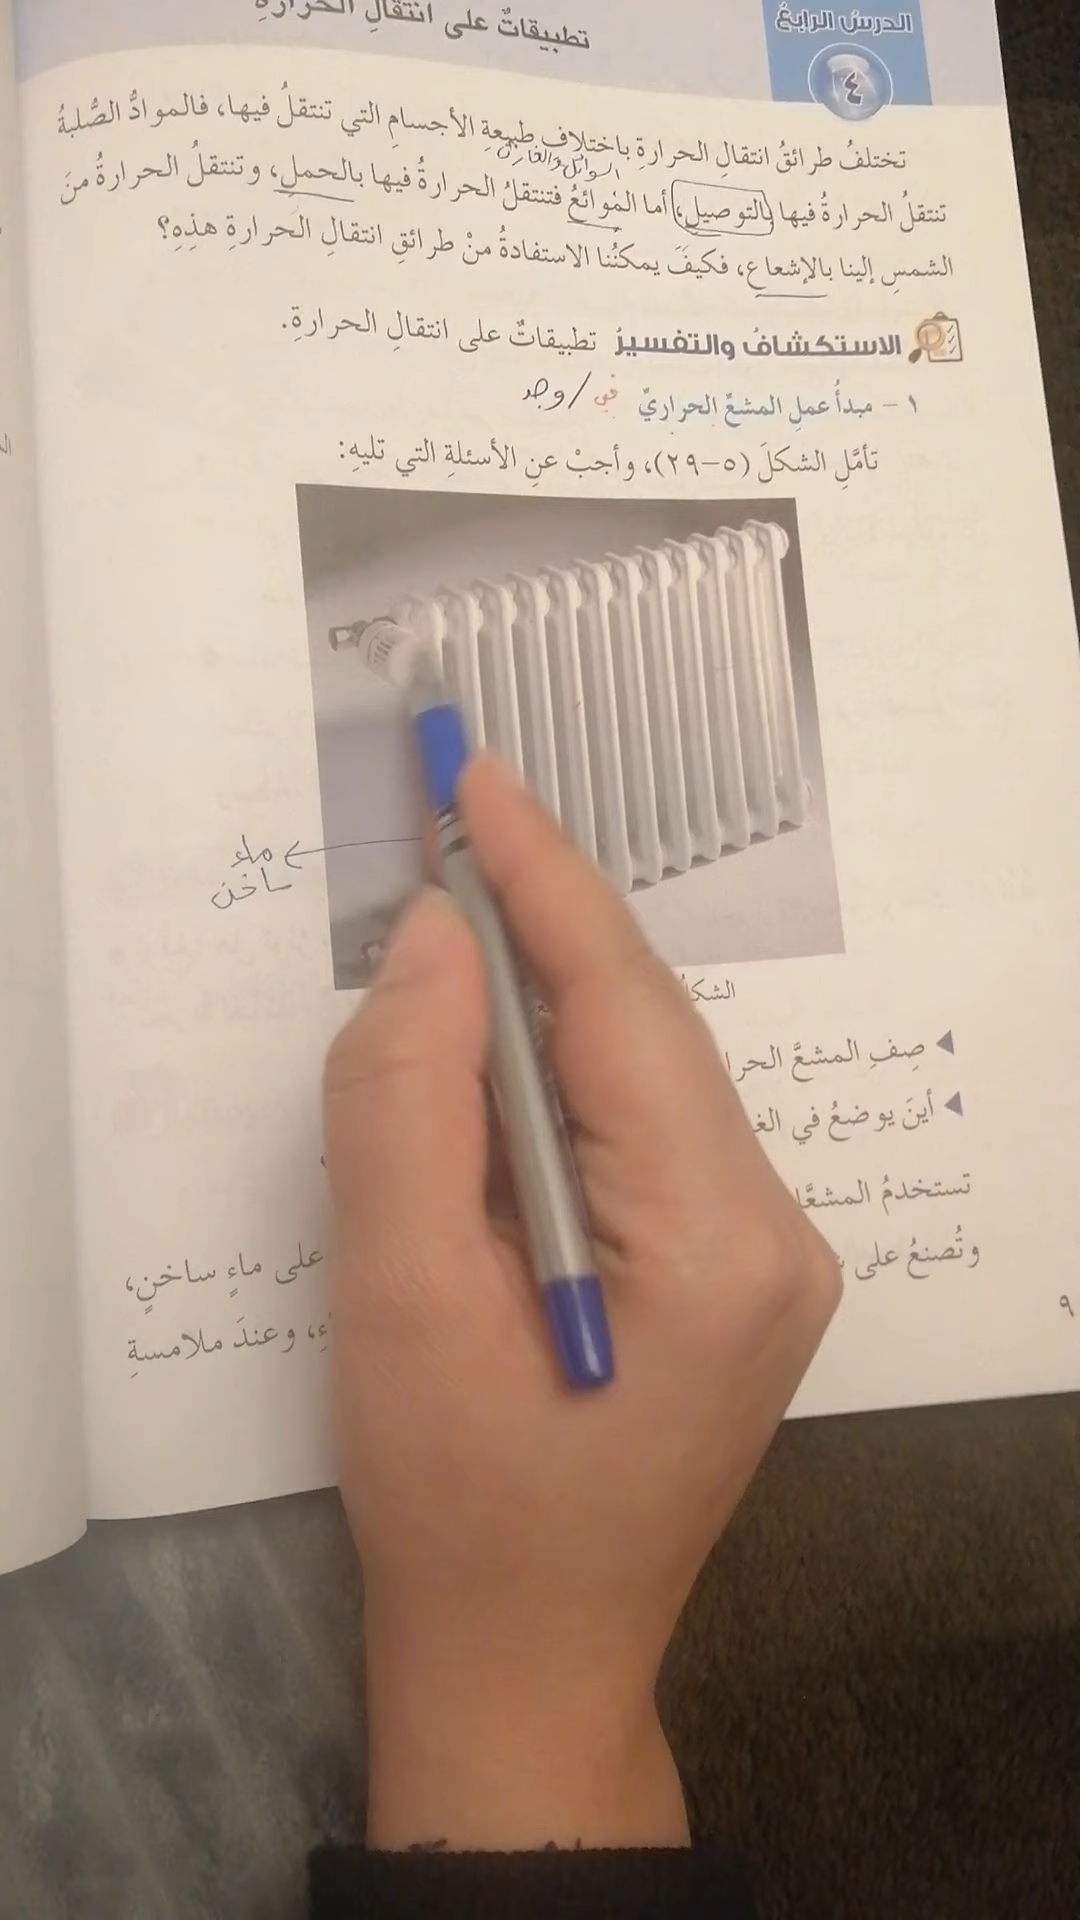 الدرس الرابع
٤
تطبيقاتٌ على انتقالِ الحرارةِ
تختلفُ طرائقُ انتقالِ الحرارةِ باختلافِ طبيعةِ الأجسامِ التي تنتقلُ فيها، فالموادُّ الصُّلبةُ
السوائل والغازات
تنتقلُ الحرارةُ فيها بالتوصيلِ، أما الموائعُ فتنتقلُ الحرارةُ فيها بالحملِ، وتنتقلُ الحرارةُ منَ
الشمسِ إلينا بالإشعاعِ، فكيفَ يمكنُنا الاستفادةُ منْ طرائقِ انتقالِ الحرارةِ هذِهِ؟
الاستكشافُ والتفسيرُ تطبيقاتٌ على انتقالِ الحرارةِ.
١ - مبدأُ عملِ المشعِّ الحراريِّ
تأمَّلِ الشكلَ (٥-٢٩)، وأجبْ عنِ الأسئلةِ التي تليهِ:
ماء
ساخن
الشكلُ
صِفِ المشعَّ
أينَ يوضعُ في
تستخدمُ
وتُصنعُ على
على ماءٍ ساخنٍ،
وعندَ ملامسةِ
٩